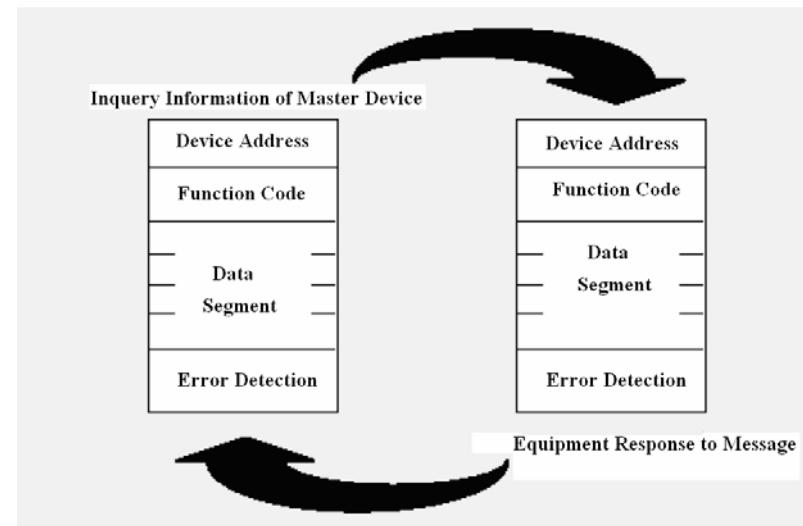 Inquery Information of Master Device
Device Address
Function Code
Data
Segment
Error Detection
Device Address
Function Code
Data
Segment
Error Detection
Equipment Response to Message